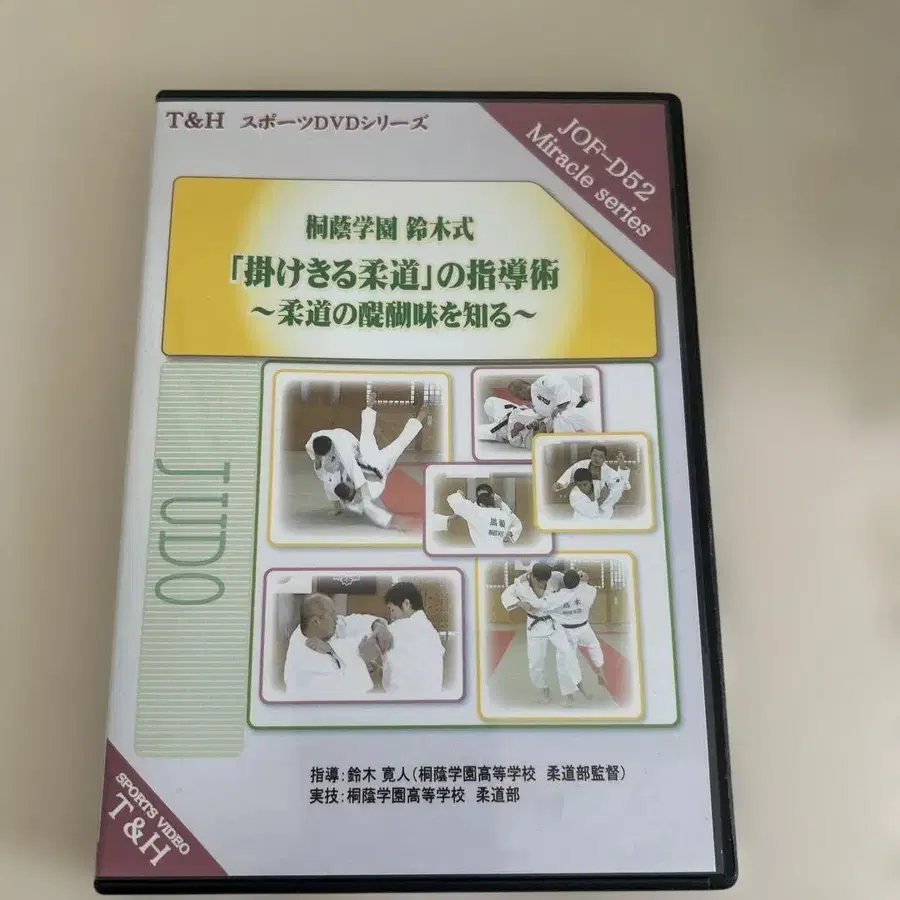 T&H スポーツDVDシリーズ
JOF-D52
Miracle series
桐蔭学園 鈴木式
「掛けきる柔道」の指導術
～柔道の醍醐味を知る～
JUDO
指導:鈴木 寛人(桐蔭学園高等学校 柔道部監督)
実技:桐蔭学園高等学校 柔道部
SPORTS VIDEO
T&H